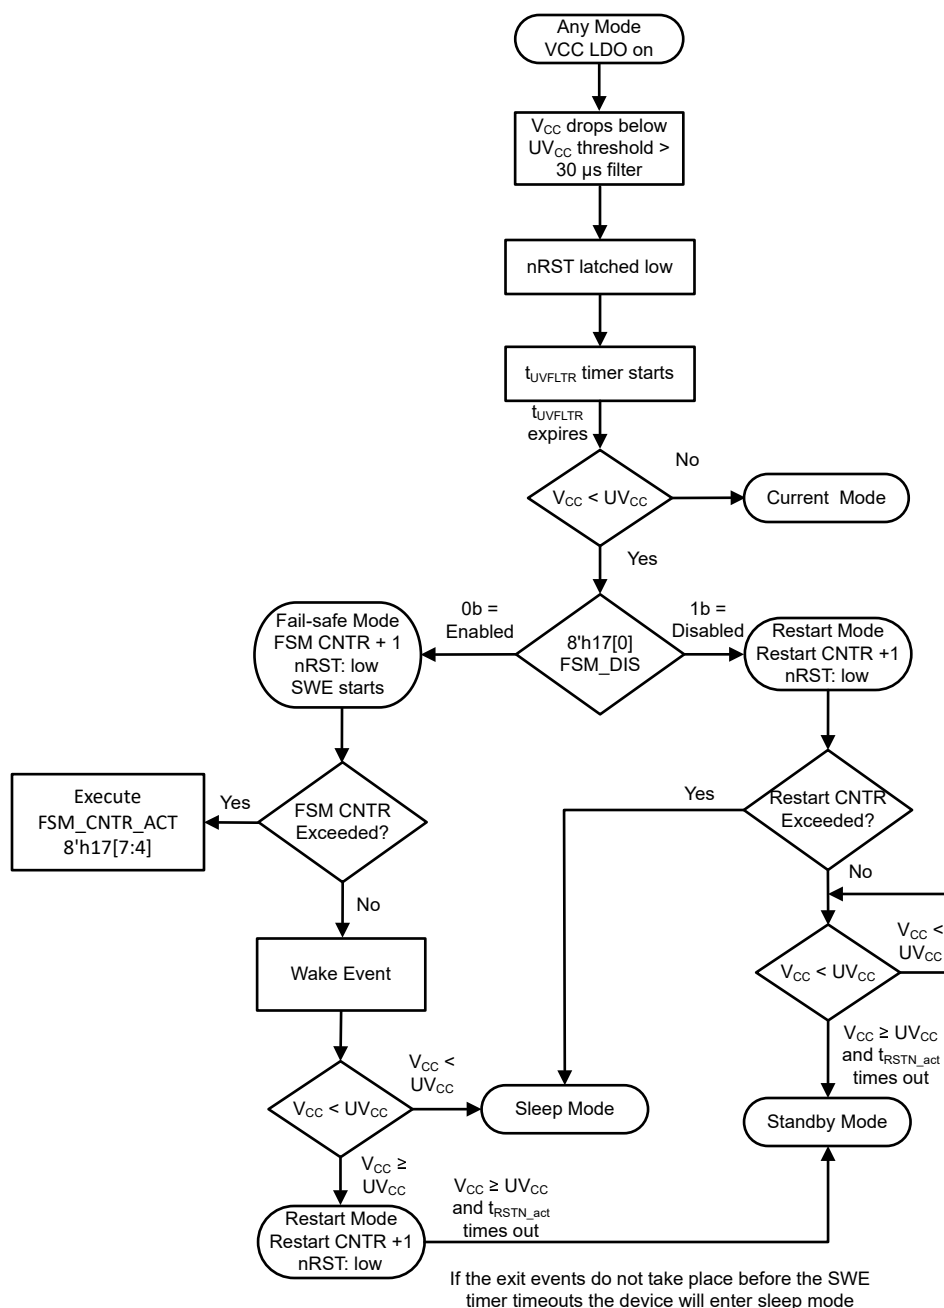 Any Mode
VCC LDO on
VCC drops below
UVCC threshold >
30 µs filter
nRST latched low
tUVFLTR timer starts
tUVFLTR
expires
No
VCC < UVCC
Current Mode
Yes
0b =
Enabled
1b =
Disabled
Fail-safe Mode
FSM CNTR + 1
nRST: low
SWE starts
8'h17[0]
FSM_DIS
Restart Mode
Restart CNTR +1
nRST: low
Execute
FSM_CNTR_ACT
8'h17[7:4]
Yes
FSM CNTR
Exceeded?
Yes
Restart CNTR
Exceeded?
No
No
Wake Event
VCC < UVCC
VCC <
UVCC
VCC ≥ UVCC
and tRSTN_act
times out
VCC < UVCC
VCC <
UVCC
Sleep Mode
Standby Mode
VCC ≥
UVCC
VCC ≥ UVCC
and tRSTN_act
times out
Restart Mode
Restart CNTR +1
nRST: low
If the exit events do not take place before the SWE
timer timeouts the device will enter sleep mode